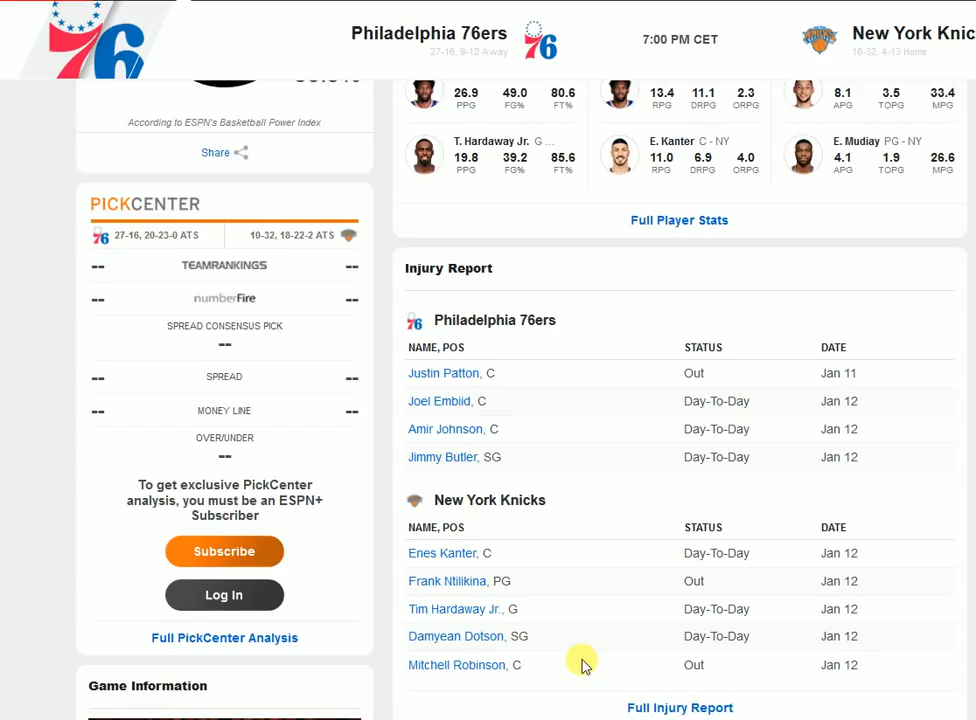 Philadelphia 76ers
27-16, 9-12 Away
76
7:00 PM CET
New York Knic
10-32, 4-13 Home
According to ESPN's Basketball Power Index
Share
26.9 49.0 80.6
PPG FG% FT%
13.4 11.1 2.3
RPG DRPG ORPG
8.1 3.5 33.4
APG TOPG MPG
T. Hardaway Jr. G ...
19.8 39.2 85.6
PPG FG% FT%
E. Kanter C - NY
11.0 6.9 4.0
RPG DRPG ORPG
E. Mudiay PG - NY
4.1 1.9 26.6
APG TOPG MPG
Full Player Stats
PICKCENTER
27-16, 20-23-0 ATS 10-32, 18-22-2 ATS
-- TEAMRANKINGS --
-- numberFire --
SPREAD CONSENSUS PICK
--
-- SPREAD --
-- MONEY LINE --
OVER/UNDER
--
To get exclusive PickCenter
analysis, you must be an ESPN+
Subscriber
Subscribe
Log In
Full PickCenter Analysis
Game Information
Injury Report
Philadelphia 76ers
NAME, POS STATUS DATE
Justin Patton, C Out Jan 11
Joel Embiid, C Day-To-Day Jan 12
Amir Johnson, C Day-To-Day Jan 12
Jimmy Butler, SG Day-To-Day Jan 12
New York Knicks
NAME, POS STATUS DATE
Enes Kanter, C Day-To-Day Jan 12
Frank Ntilikina, PG Out Jan 12
Tim Hardaway Jr., G Day-To-Day Jan 12
Damyean Dotson, SG Day-To-Day Jan 12
Mitchell Robinson, C Out Jan 12
Full Injury Report